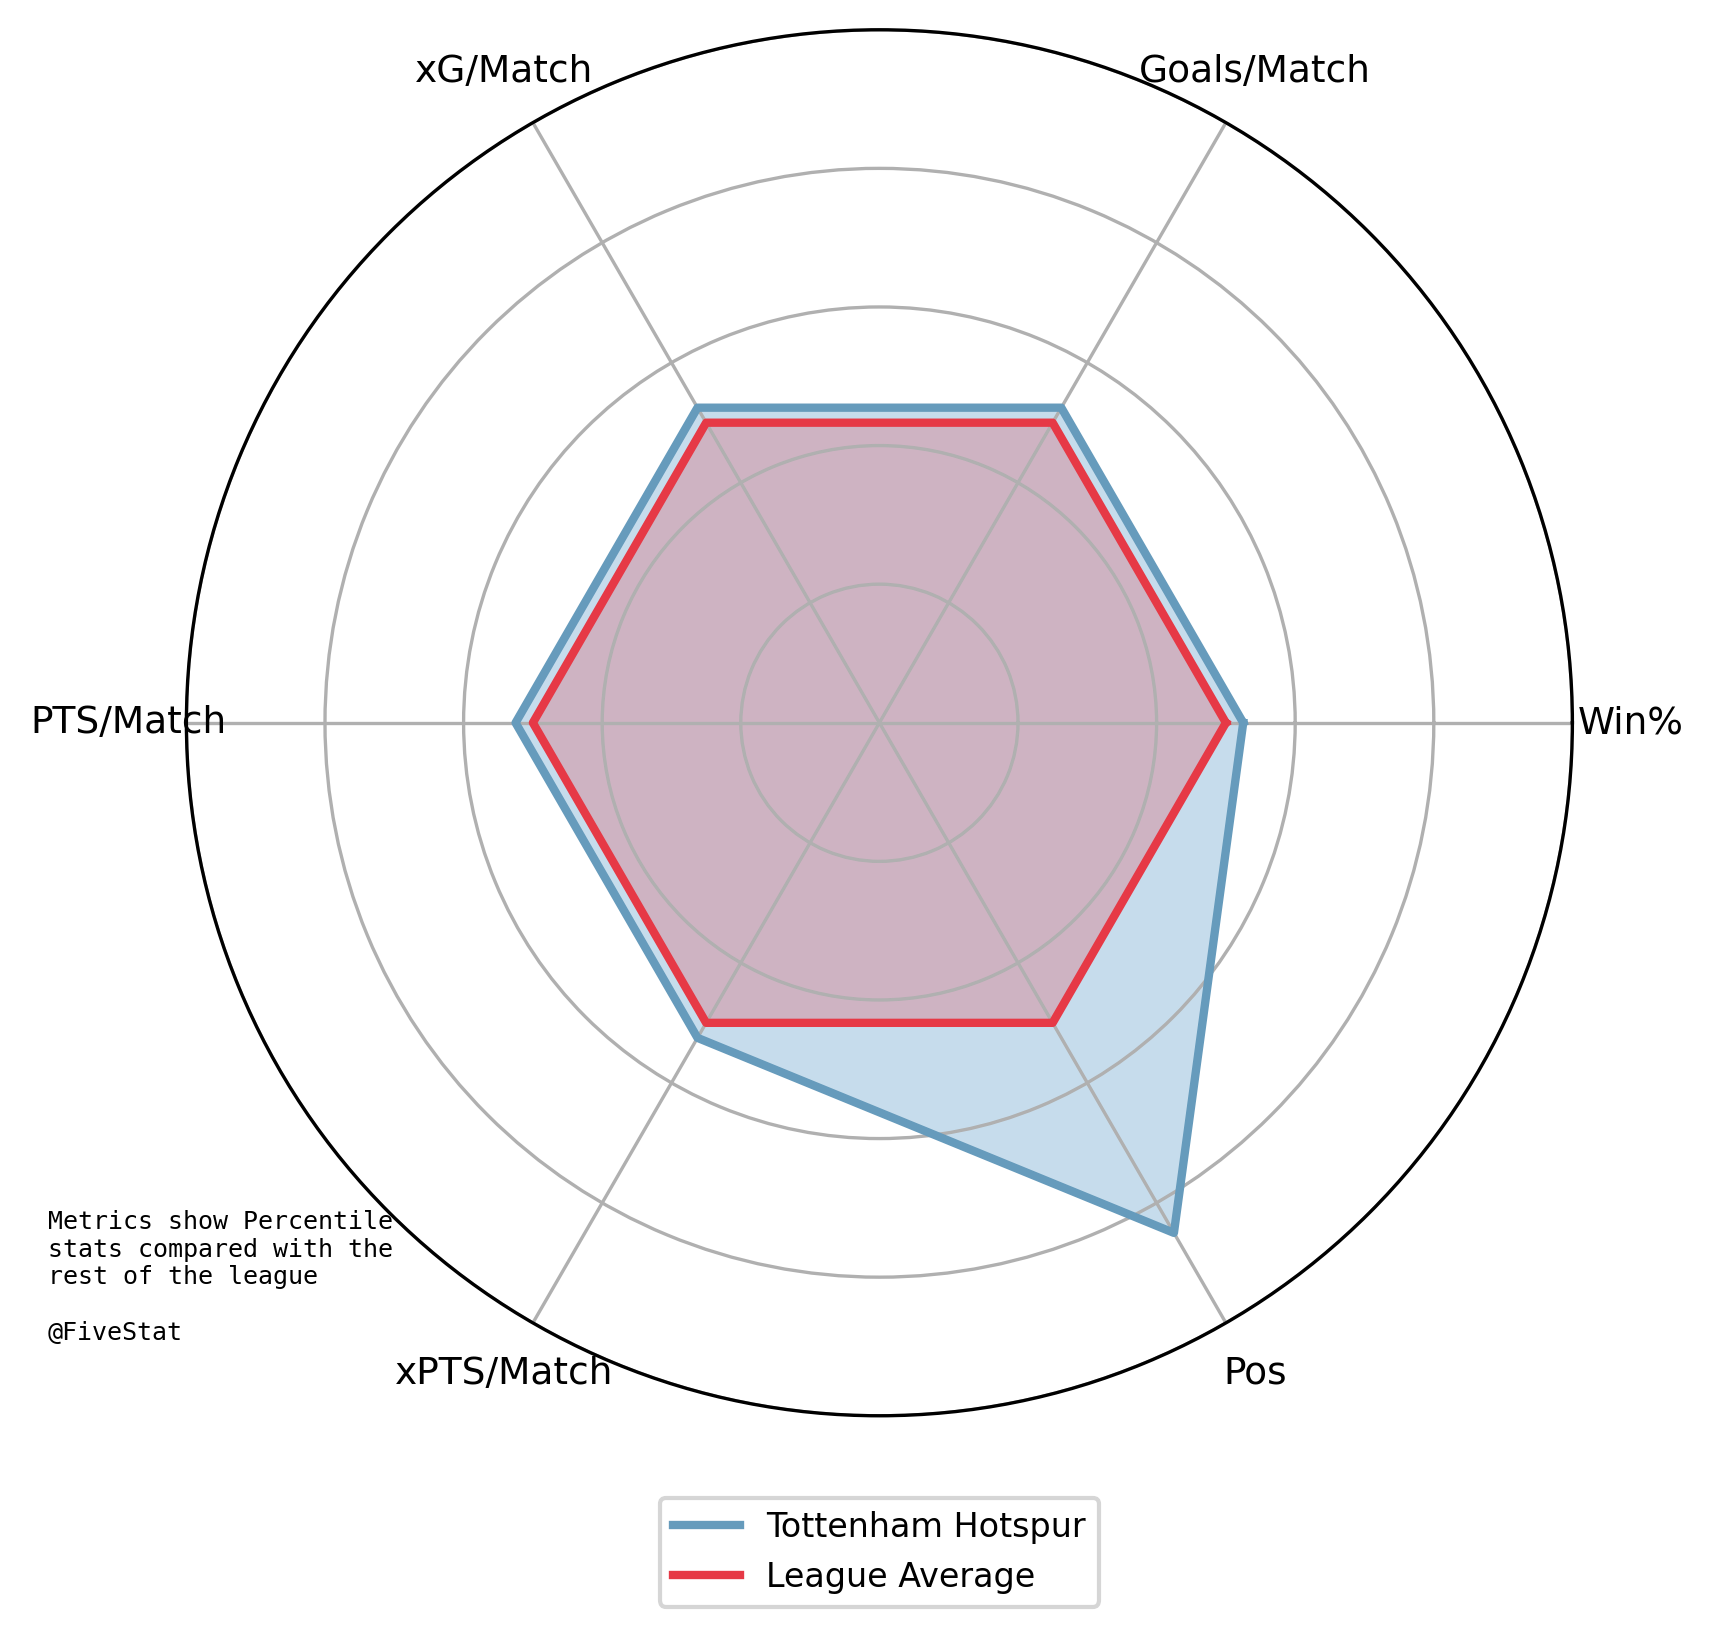 xG/Match
Goals/Match
PTS/Match
Win%
Metrics show Percentile
stats compared with the
rest of the league
@FiveStat
xPTS/Match
Pos
Tottenham Hotspur
League Average